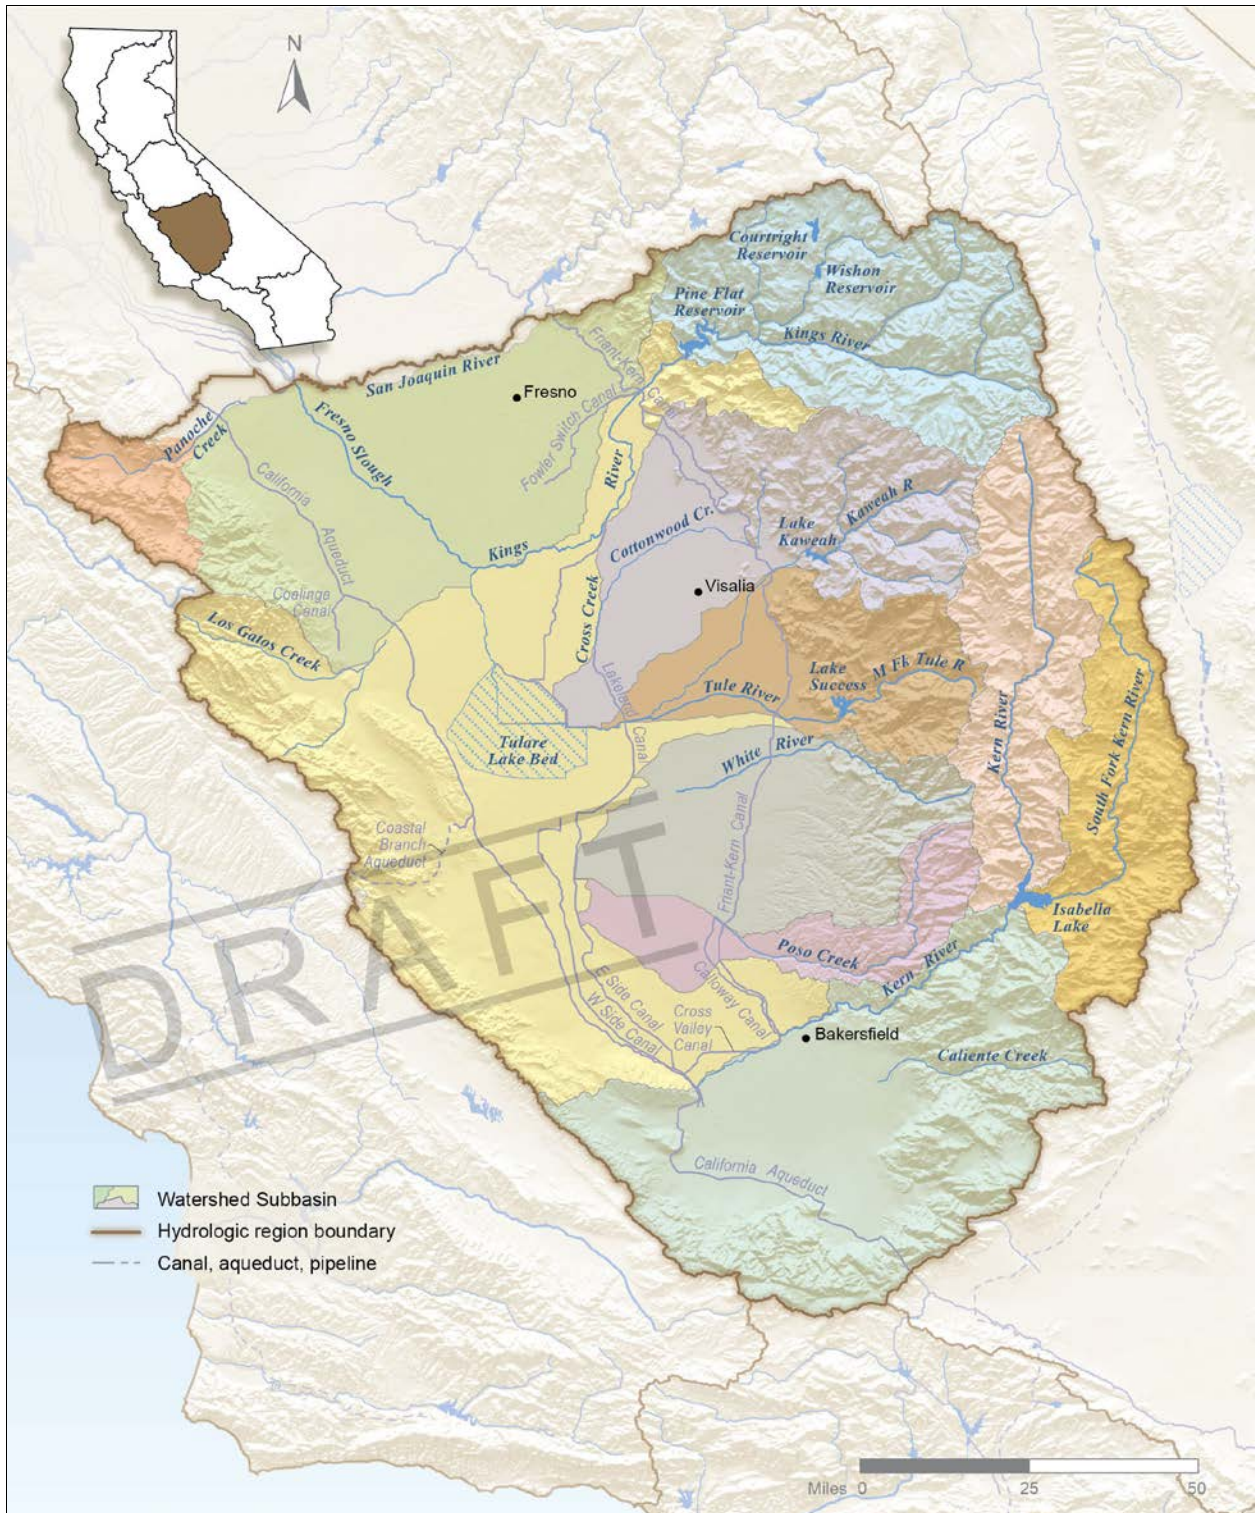 N
Courtright
Reservoir
Wishon
Reservoir
Pine Flat
Reservoir
Kings River
San Joaquin River
Friant-Kern Canal
Fresno
Fresno Slough
Fowler Switch Canal
Panoche
Creek
California
Aqueduct
River
Kings
Cottonwood Cr.
Kaweah R
Lake
Kaweah
Visalia
Coalinga
Canal
Los Gatos Creek
Cross Creek
Lakeland Canal
Lake
Success
M Fk Tule R
Tule River
Kern River
South Fork Kern River
Tulare
Lake Bed
White River
Coastal
Branch
Aqueduct
Friant-Kern Canal
DRAFT
Isabella
Lake
Poso Creek
Kern River
E Side Canal
W Side Canal
Calloway Canal
Cross
Valley
Canal
Bakersfield
Caliente Creek
California Aqueduct
Watershed Subbasin
Hydrologic region boundary
Canal, aqueduct, pipeline
Miles 0 25 50